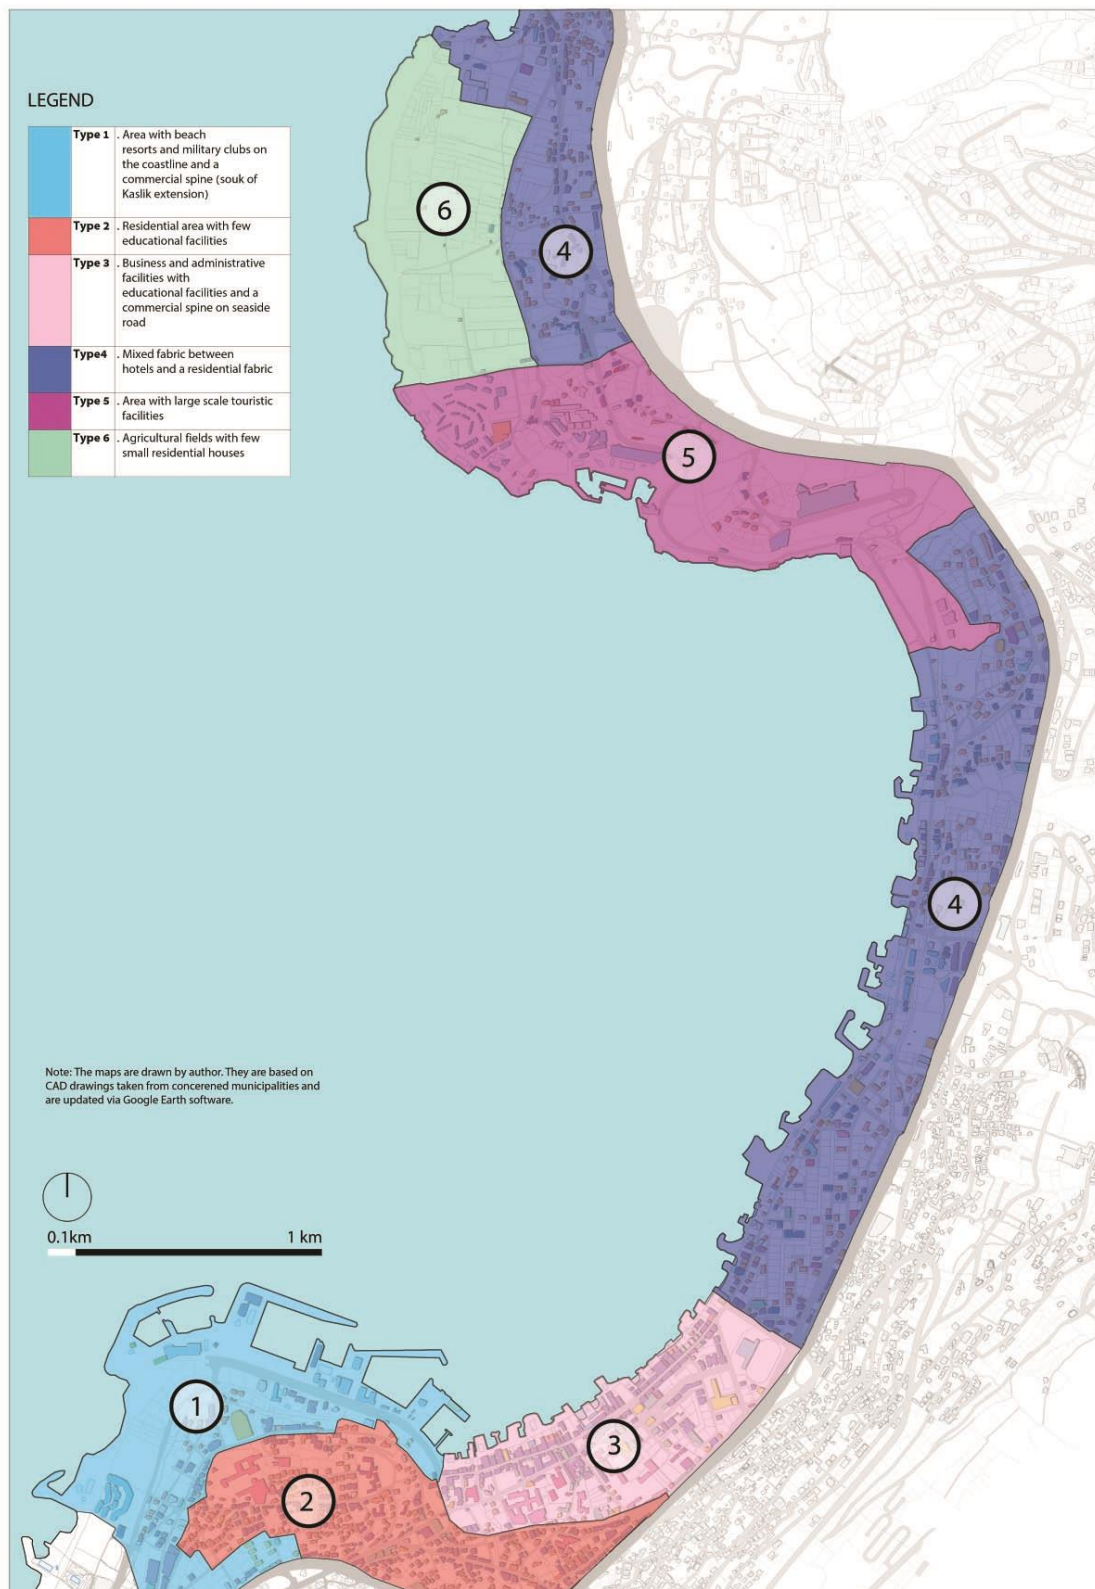 LEGEND
Type 1 . Area with beach
resorts and military clubs on
the coastline and a
commercial spine (souk of
Kaslik extension)
Type 2 . Residential area with few
educational facilities
Type 3 . Business and administrative
facilities with
educational facilities and a
commercial spine on seaside
road
Type4 . Mixed fabric between
hotels and a residential fabric
Type 5 . Area with large scale touristic
facilities
Type 6 . Agricultural fields with few
small residential houses
6
4
5
4
Note: The maps are drawn by author. They are based on
CAD drawings taken from concerened municipalities and
are updated via Google Earth software.
0.1km 1 km
1
3
2